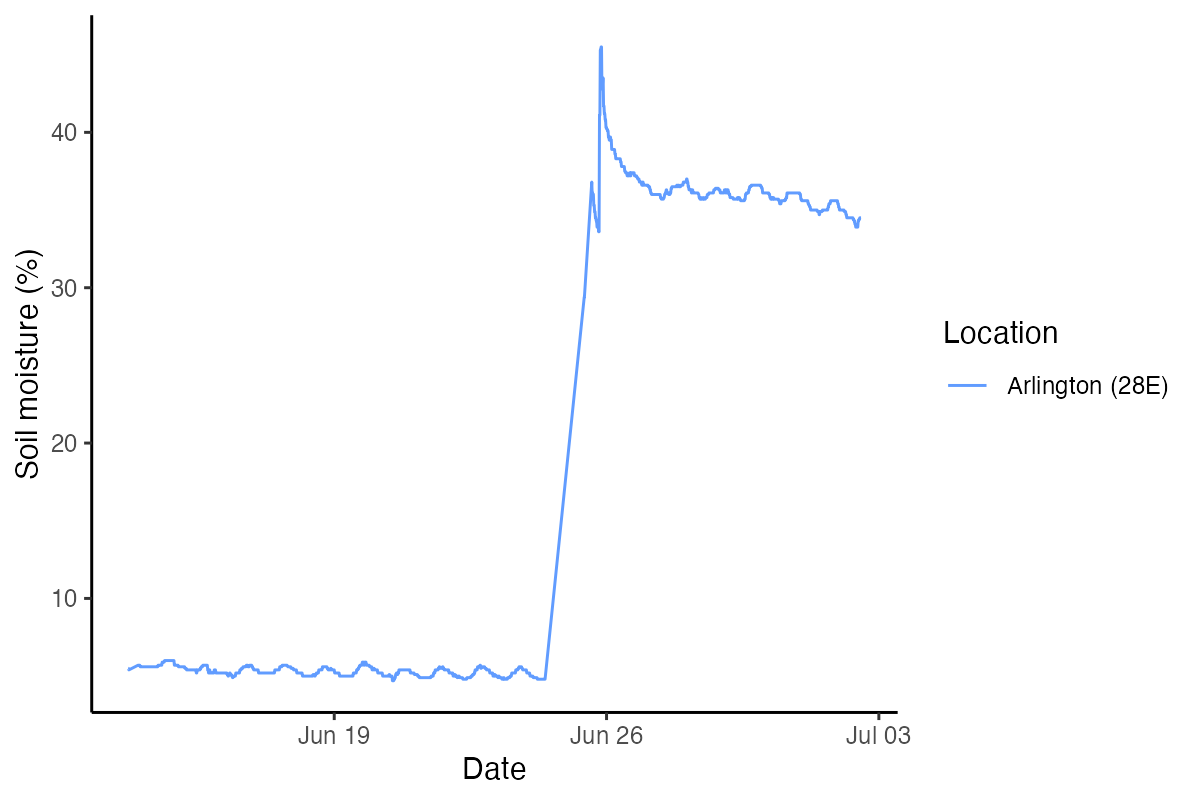 Soil moisture (%)
40
30
20
10
Jun 19
Jun 26
Jul 03
Date
Location
Arlington (28E)